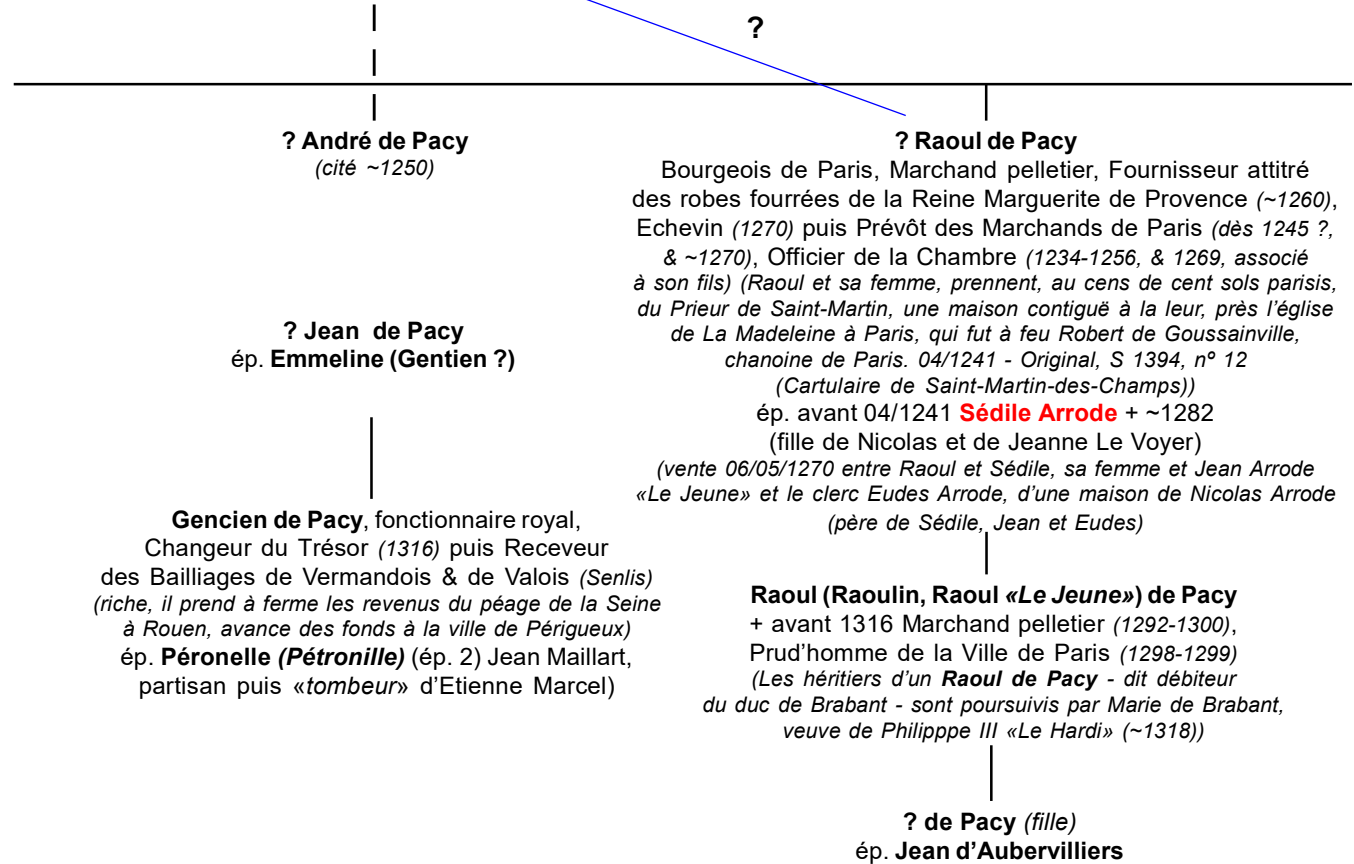 ?
? André de Pacy
(cité ~1250)
? Jean de Pacy
ép. Emmeline (Gentien ?)
Gencien de Pacy, fonctionnaire royal,
Changeur du Trésor (1316) puis Receveur
des Bailliages de Vermandois & de Valois (Senlis)
(riche, il prend à ferme les revenus du péage de la Seine
à Rouen, avance des fonds à la ville de Périgueux)
ép. Péronelle (Pétronille) (ép. 2) Jean Maillart,
partisan puis «tombeur» d'Etienne Marcel)
? Raoul de Pacy
Bourgeois de Paris, Marchand pelletier, Fournisseur attitré
des robes fourrées de la Reine Marguerite de Provence (~1260),
Echevin (1270) puis Prévôt des Marchands de Paris (dès 1245 ?,
& ~1270), Officier de la Chambre (1234-1256, & 1269, associé
à son fils) (Raoul et sa femme, prennent, au cens de cent sols parisis,
du Prieur de Saint-Martin, une maison contiguë à la leur, près l'église
de La Madeleine à Paris, qui fut à feu Robert de Goussainville,
chanoine de Paris. 04/1241 - Original, S 1394, nº 12
(Cartulaire de Saint-Martin-des-Champs))
ép. avant 04/1241 Sédile Arrode + ~1282
(fille de Nicolas et de Jeanne Le Voyer)
(vente 06/05/1270 entre Raoul et Sédile, sa femme et Jean Arrode
«Le Jeune» et le clerc Eudes Arrode, d'une maison de Nicolas Arrode
(père de Sédile, Jean et Eudes)
Raoul (Raoulin, Raoul «Le Jeune») de Pacy
+ avant 1316 Marchand pelletier (1292-1300),
Prud'homme de la Ville de Paris (1298-1299)
(Les héritiers d'un Raoul de Pacy - dit débiteur
du duc de Brabant - sont poursuivis par Marie de Brabant,
veuve de Philipppe III «Le Hardi» (~1318))
? de Pacy (fille)
ép. Jean d'Aubervilliers